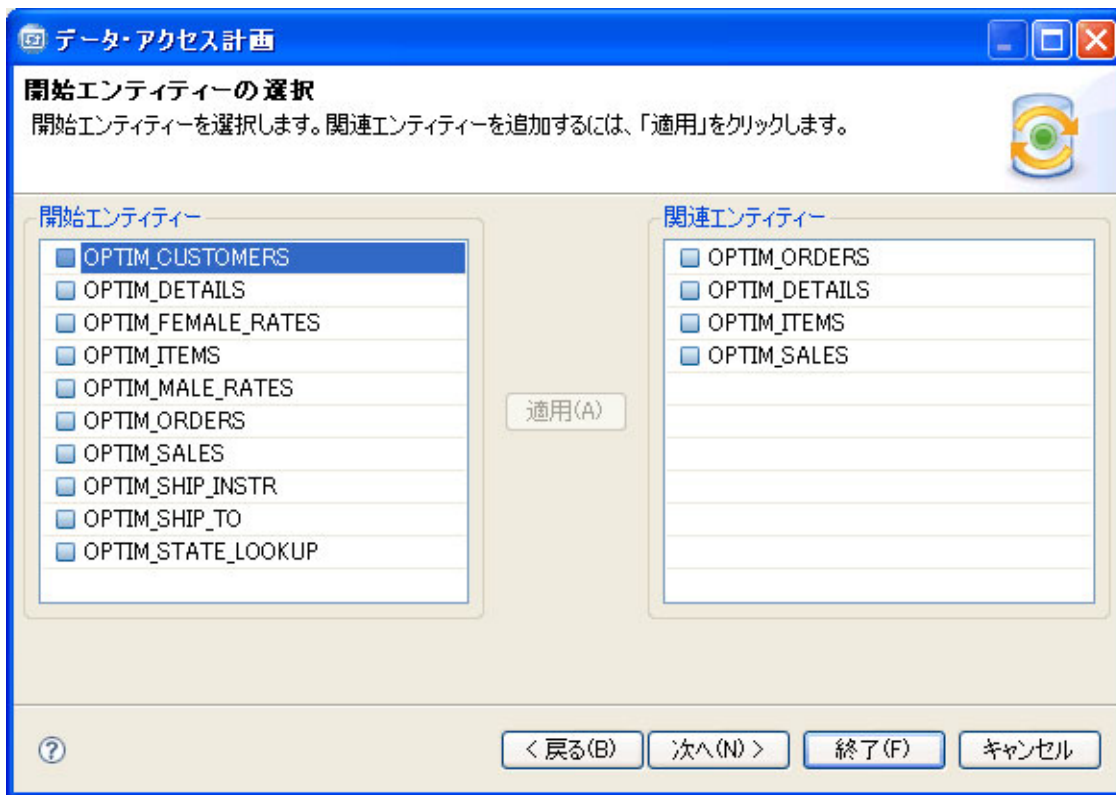 データ・アクセス計画
開始エンティティーの選択
開始エンティティーを選択します。関連エンティティーを追加するには、「適用」をクリックします。
開始エンティティー
OPTIM_CUSTOMERS
OPTIM_DETAILS
OPTIM_FEMALE_RATES
OPTIM_ITEMS
OPTIM_MALE_RATES
OPTIM_ORDERS
OPTIM_SALES
OPTIM_SHIP_INSTR
OPTIM_SHIP_TO
OPTIM_STATE_LOOKUP
適用(A)
関連エンティティー
OPTIM_ORDERS
OPTIM_DETAILS
OPTIM_ITEMS
OPTIM_SALES
? < 戻る(B) 次へ(N) > 終了(F) キャンセル